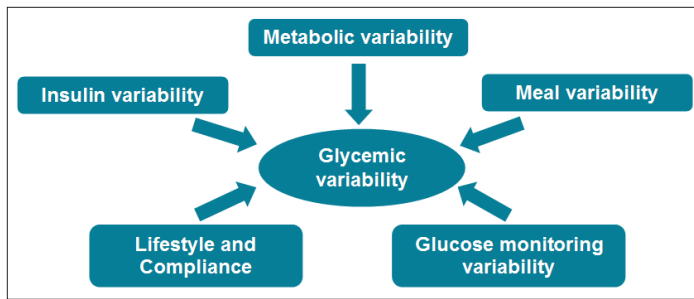 Metabolic variability
Insulin variability
Meal variability
Glycemic
variability
Lifestyle and
Compliance
Glucose monitoring
variability